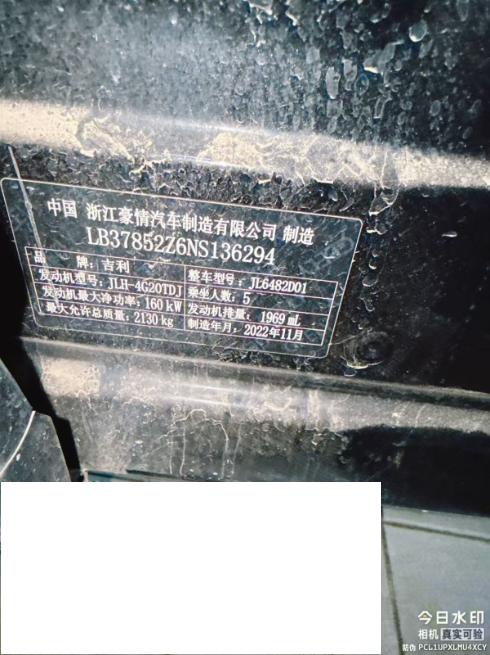 中国 浙江豪情汽车制造有限公司 制造
LB37852Z6NS136294
品 牌：吉利 整车型号：JL6482D01
发动机型号：JLH-4G20TDJ 乘坐人数：5
发动机最大净功率：160 kW 发动机排量：1969 mL
最大允许总质量：2130 kg 制造年月：2022年11月
今日水印
相机 真实可验
防伪 PCL1UPXLMU4XCY